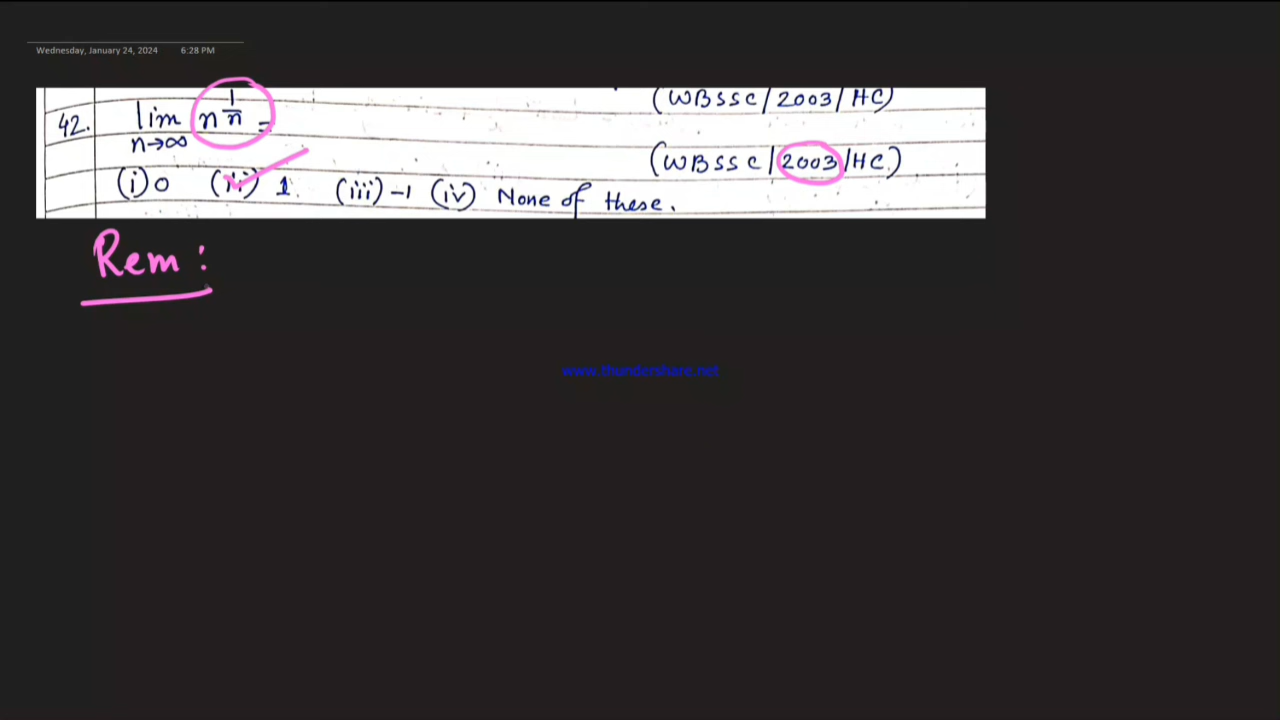 Wednesday, January 24, 2024 6:28 PM
(WBSSC/2003/HC)
42. lim n→∞ n^(1/n) =
(WBSSC/2003/HC)
(i) 0 (ii) 1. (iii) -1 (iv) None of these.
Rem:
www.thundershare.net